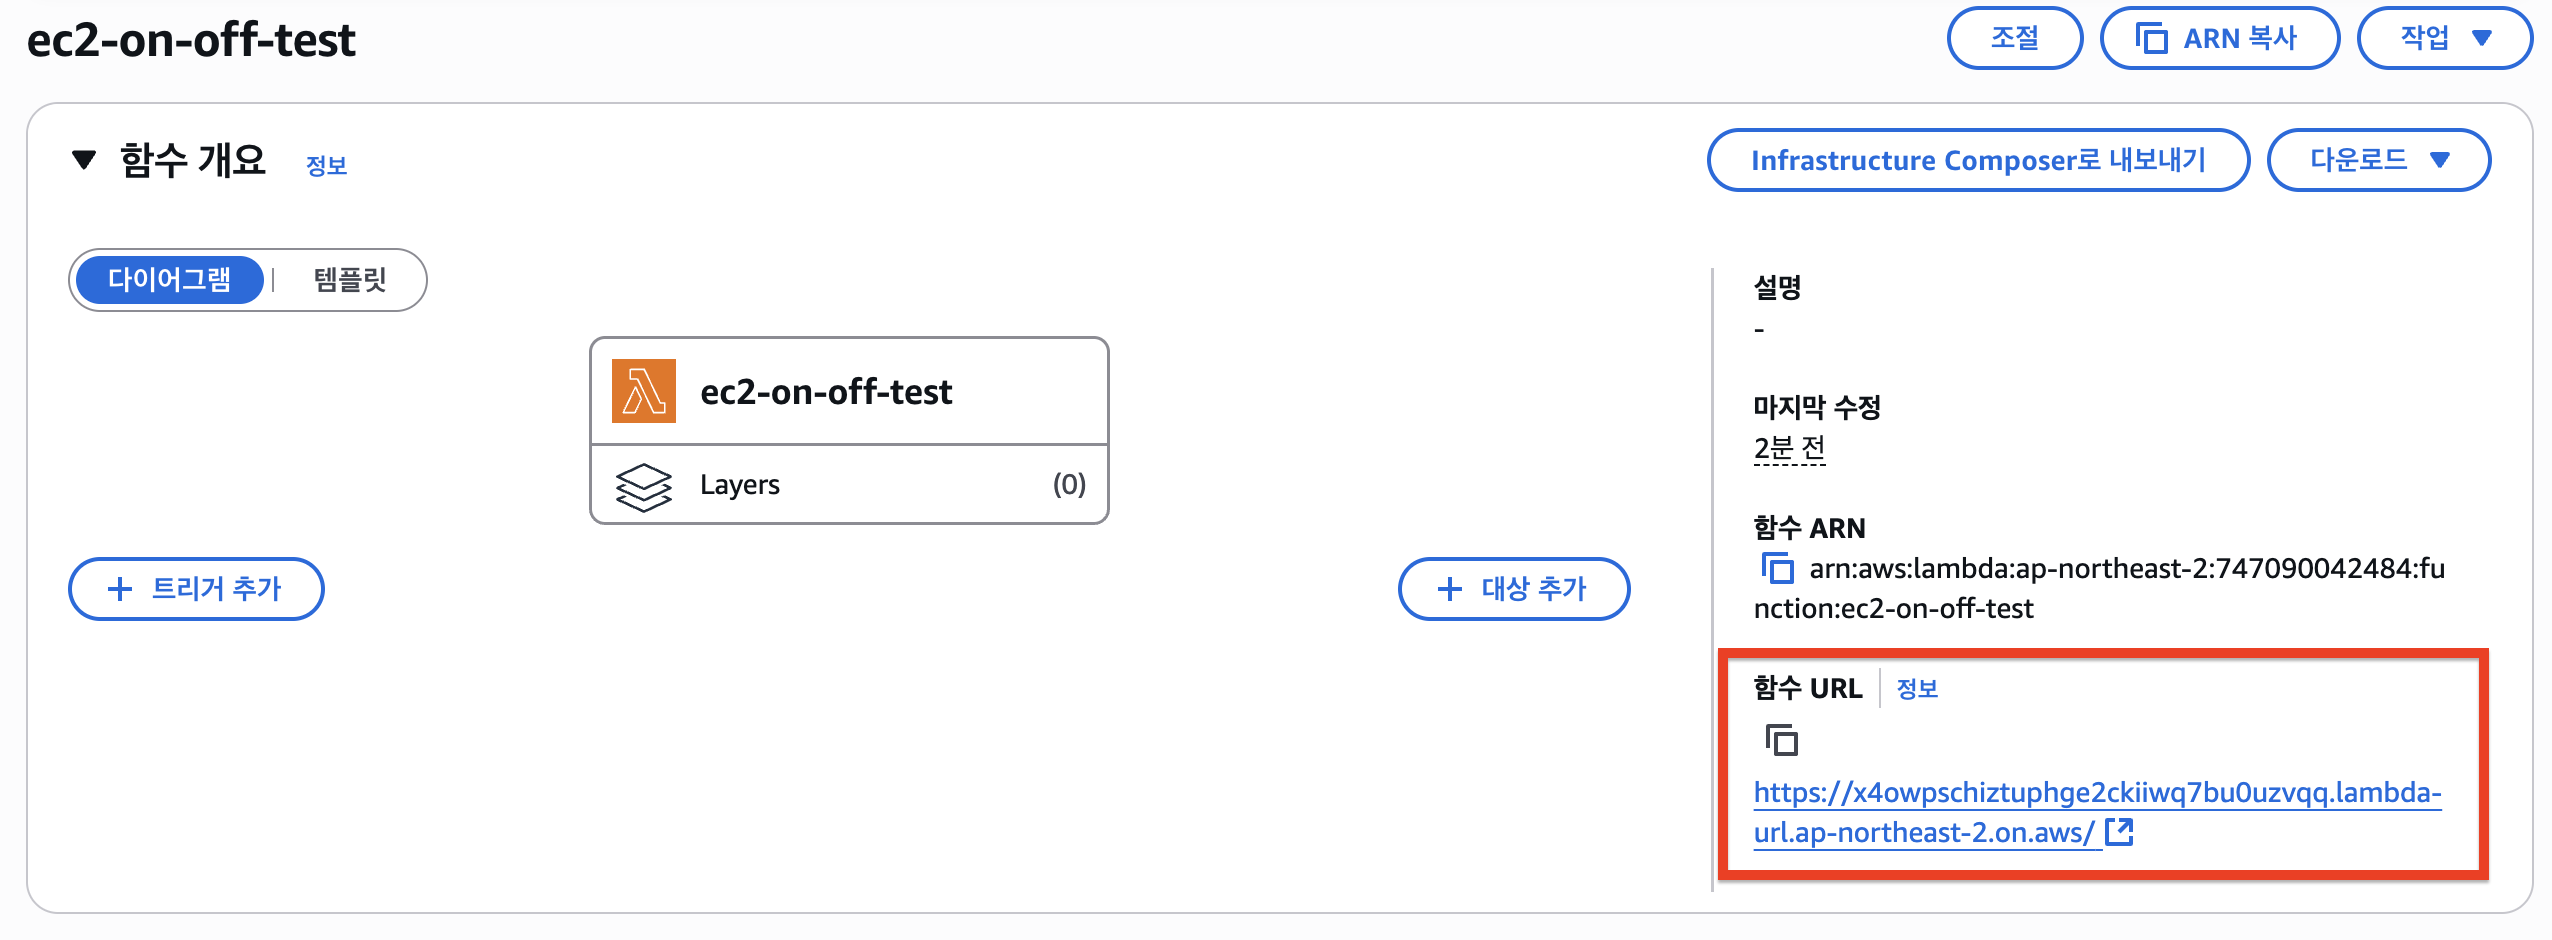 ec2-on-off-test
조절
ARN 복사
작업
함수 개요
정보
Infrastructure Composer로 내보내기
다운로드
다이어그램
템플릿
ec2-on-off-test
Layers
(0)
트리거 추가
대상 추가
설명
-
마지막 수정
2분 전
함수 ARN
arn:aws:lambda:ap-northeast-2:747090042484:fu
nction:ec2-on-off-test
함수 URL
정보
https://x4owpschiztuphge2ckiiwq7bu0uzvqq.lambda-
url.ap-northeast-2.on.aws/